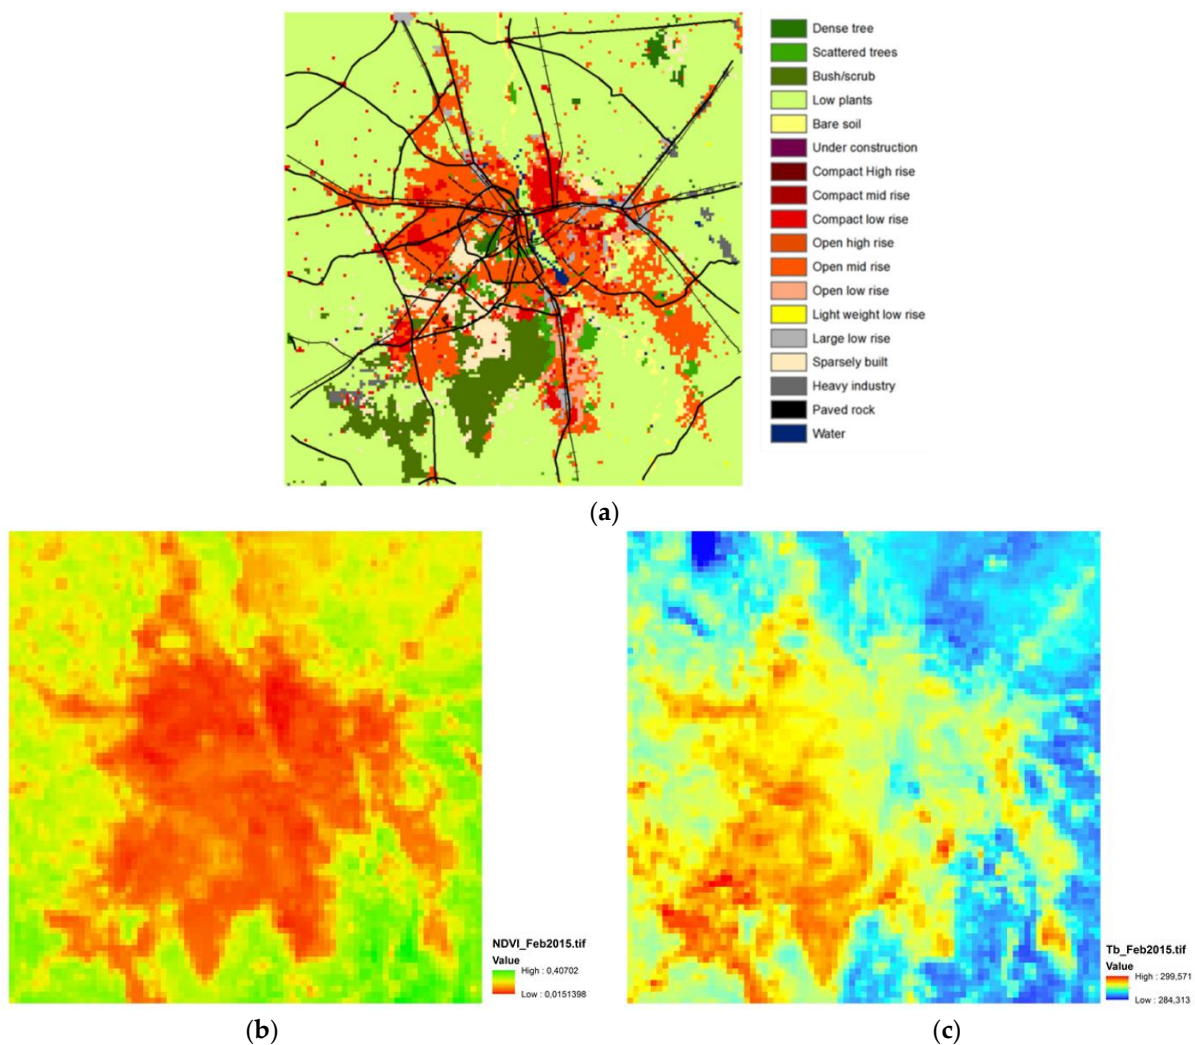 Dense tree
Scattered trees
Bush/scrub
Low plants
Bare soil
Under construction
Compact High rise
Compact mid rise
Compact low rise
Open high rise
Open mid rise
Open low rise
Light weight low rise
Large low rise
Sparsely built
Heavy industry
Paved rock
Water
(a)
NDVI_Feb2015.tif
Value
High : 0,40702
Low : 0,0151398
(b)
Tb_Feb2015.tif
Value
High : 299,571
Low : 284,313
(c)